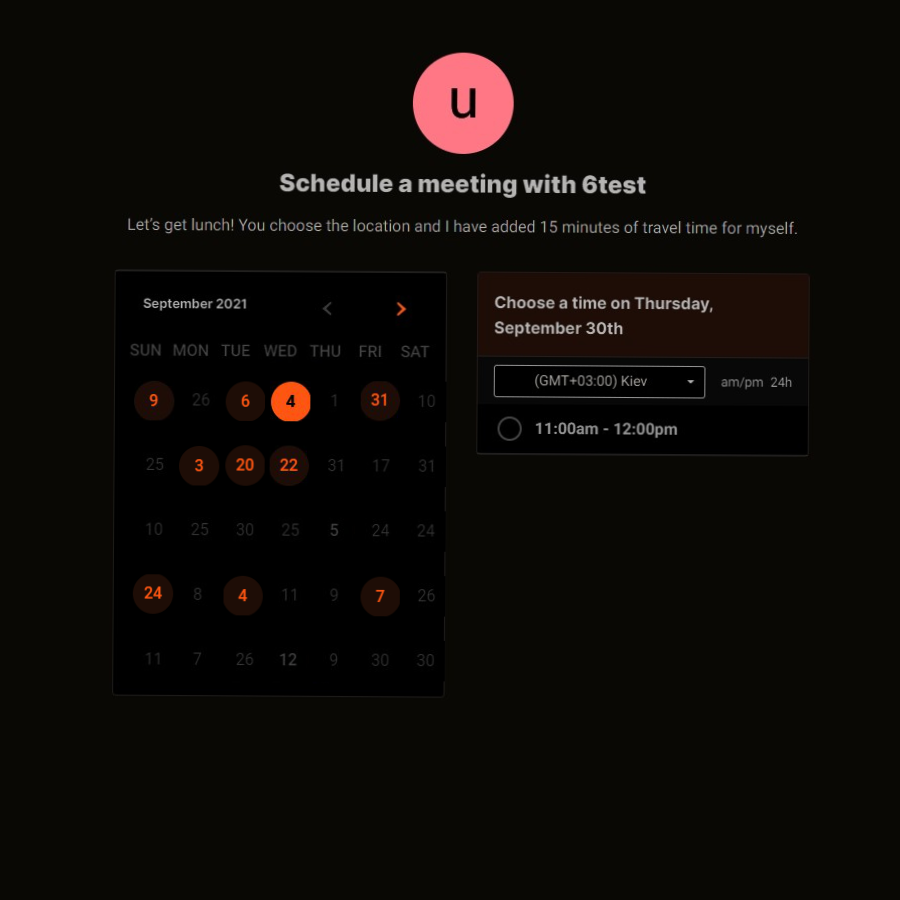 u
Schedule a meeting with 6test
Let's get lunch! You choose the location and I have added 15 minutes of travel time for myself.
September 2021
SUN MON TUE WED THU FRI SAT
9 26 6 4 1 31 10
25 3 20 22 31 17 31
10 25 30 25 5 24 24
24 8 4 11 9 7 26
11 7 26 12 9 30 30
Choose a time on Thursday,
September 30th
(GMT+03:00) Kiev am/pm 24h
11:00am - 12:00pm